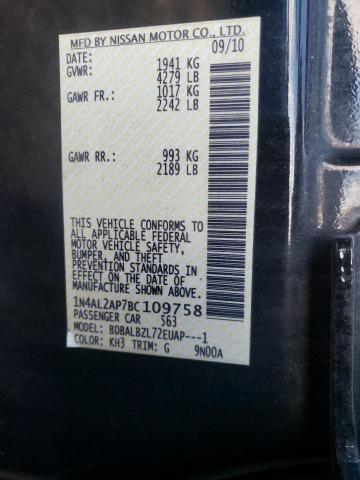 MFD BY NISSAN MOTOR CO., LTD.
DATE: 09/10
GVWR: 1941 KG
4279 LB
GAWR FR.: 1017 KG
2242 LB
GAWR RR.: 993 KG
2189 LB
THIS VEHICLE CONFORMS TO
ALL APPLICABLE FEDERAL
MOTOR VEHICLE SAFETY,
BUMPER, AND THEFT
PREVENTION STANDARDS
IN EFFECT ON THE DATE OF
MANUFACTURE SHOWN
ABOVE.
1N4AL2AP7BC109758
PASSENGER CAR 563
MODEL: BDBALBZL72EUAP---1
COLOR: KH3 TRIM: G 9N00A